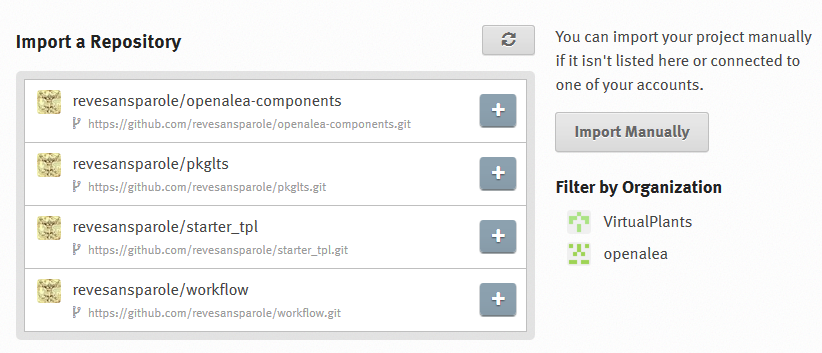 Import a Repository
revesansparole/openalea-components
https://github.com/revesansparole/openalea-components.git
revesansparole/pkglts
https://github.com/revesansparole/pkglts.git
revesansparole/starter_tpl
https://github.com/revesansparole/starter_tpl.git
revesansparole/workflow
https://github.com/revesansparole/workflow.git
You can import your project manually
if it isn't listed here or connected to
one of your accounts.
Import Manually
Filter by Organization
VirtualPlants
openalea